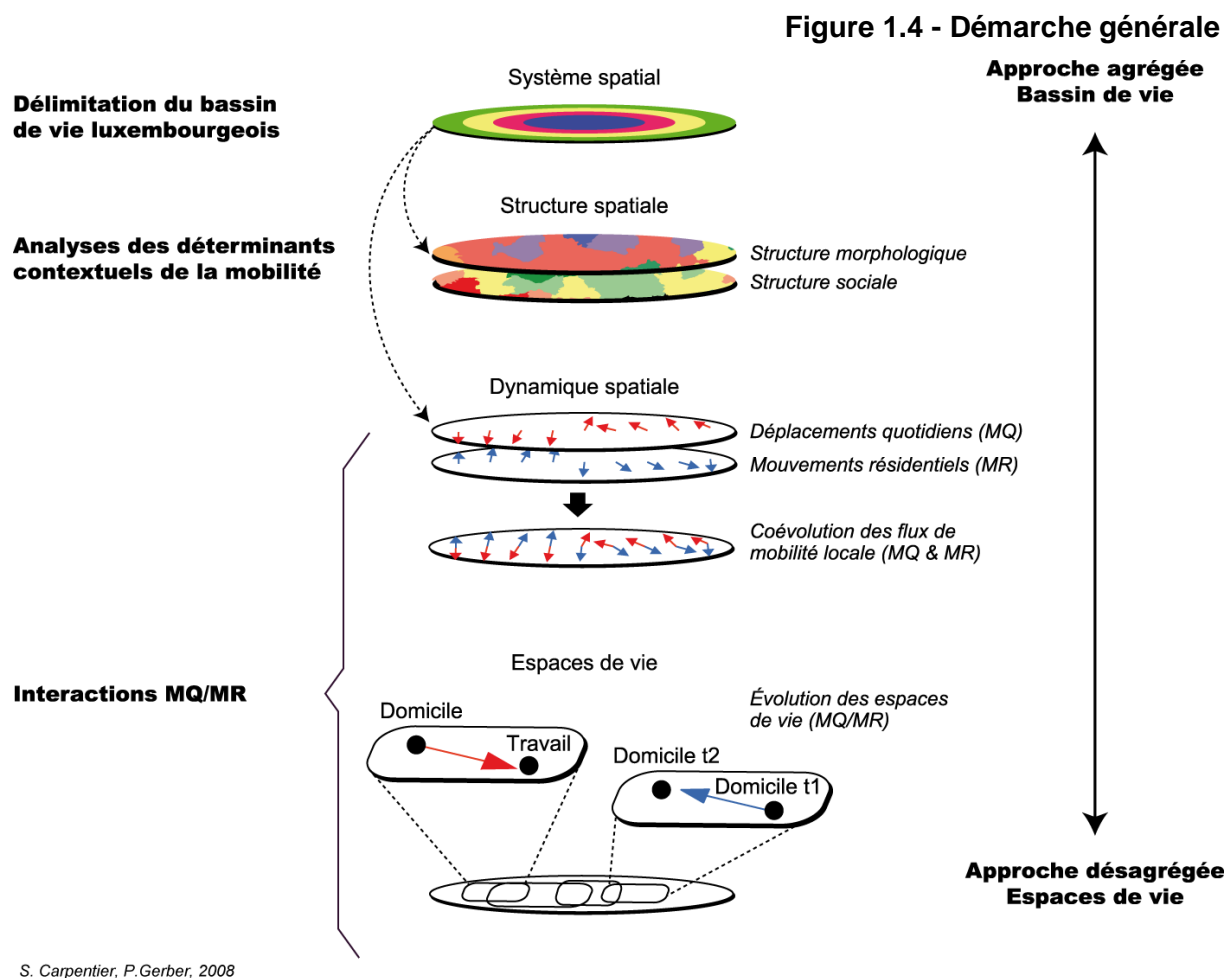 Figure 1.4 - Démarche générale
Système spatial
Approche agrégée
Bassin de vie
Délimitation du bassin
de vie luxembourgeois
Structure spatiale
Analyses des déterminants
contextuels de la mobilité
Structure morphologique
Structure sociale
Dynamique spatiale
Déplacements quotidiens (MQ)
Mouvements résidentiels (MR)
Coévolution des flux de
mobilité locale (MQ & MR)
Espaces de vie
Interactions MQ/MR
Évolution des espaces
de vie (MQ/MR)
Domicile
Travail
Domicile t2
Domicile t1
Approche désagrégée
Espaces de vie
S. Carpentier, P.Gerber, 2008